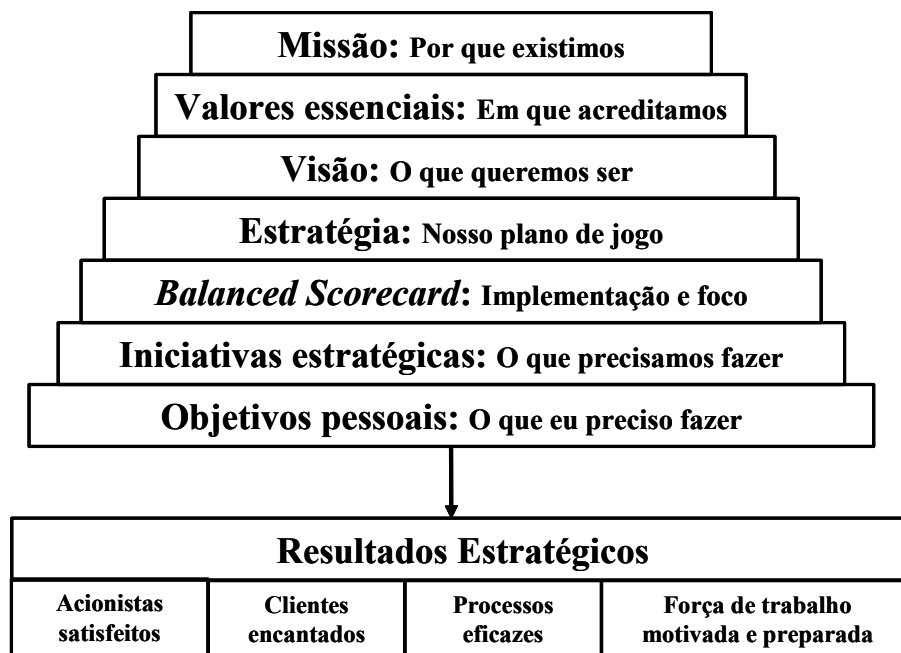 Missão: Por que existimos
Valores essenciais: Em que acreditamos
Visão: O que queremos ser
Estratégia: Nosso plano de jogo
Balanced Scorecard: Implementação e foco
Iniciativas estratégicas: O que precisamos fazer
Objetivos pessoais: O que eu preciso fazer
Resultados Estratégicos
Acionistas
satisfeitos
Clientes
encantados
Processos
eficazes
Força de trabalho
motivada e preparada